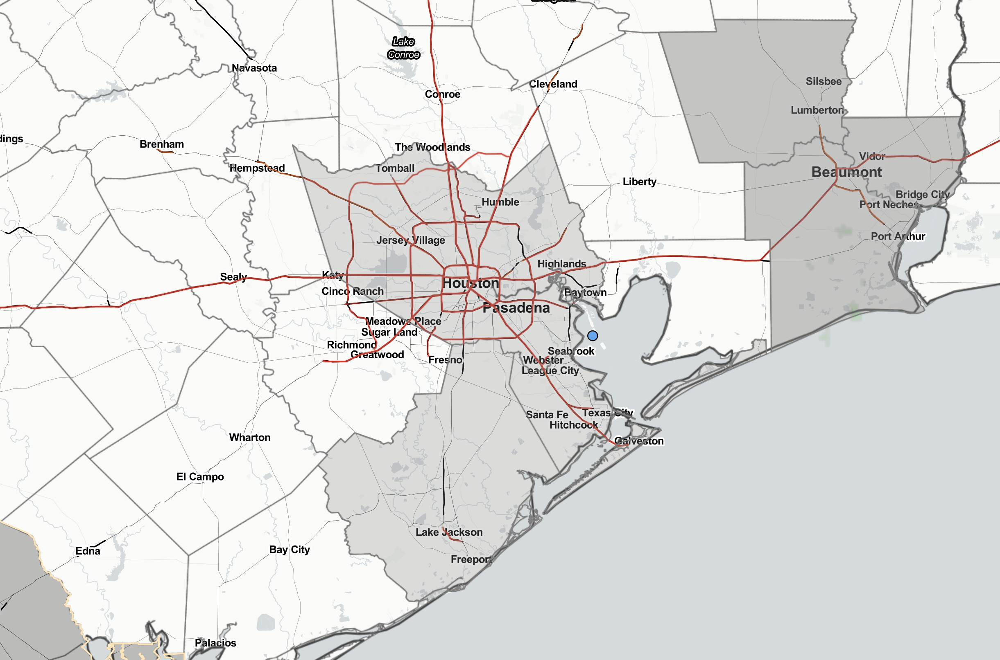 Lake
Conroe
Navasota
Silsbee
Cleveland
Conroe
Lumberton
dings
Brenham
The Woodlands
Vidor
Hempstead
Tomball
Beaumont
Liberty
Bridge City
Humble
Port Neches
Port Arthur
Jersey Village
Highlands
Katy
Sealy
Houston
Cinco Ranch
Baytown
Pasadena
Meadows Place
Sugar Land
Richmond
Seabrook
Greatwood
Fresno
Webster
League City
Texas City
Santa Fe
Hitchcock
Wharton
Galveston
El Campo
Lake Jackson
Bay City
Edna
Freeport
Palacios